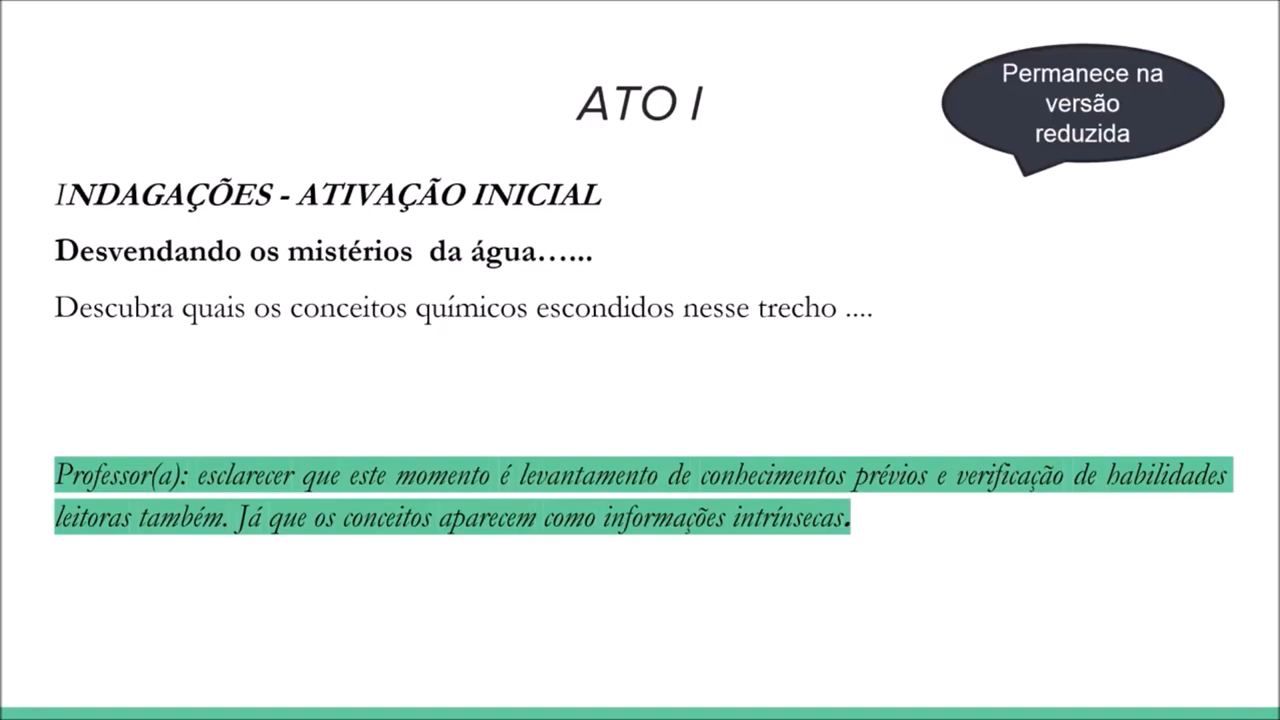 ATO I
Permanece na
versão
reduzida
INDAGAÇÕES - ATIVAÇÃO INICIAL
Desvendando os mistérios da água…...
Descubra quais os conceitos químicos escondidos nesse trecho ....
Professor(a): esclarecer que este momento é levantamento de conhecimentos prévios e verificação de habilidades
leitoras também. Já que os conceitos aparecem como informações intrínsecas.